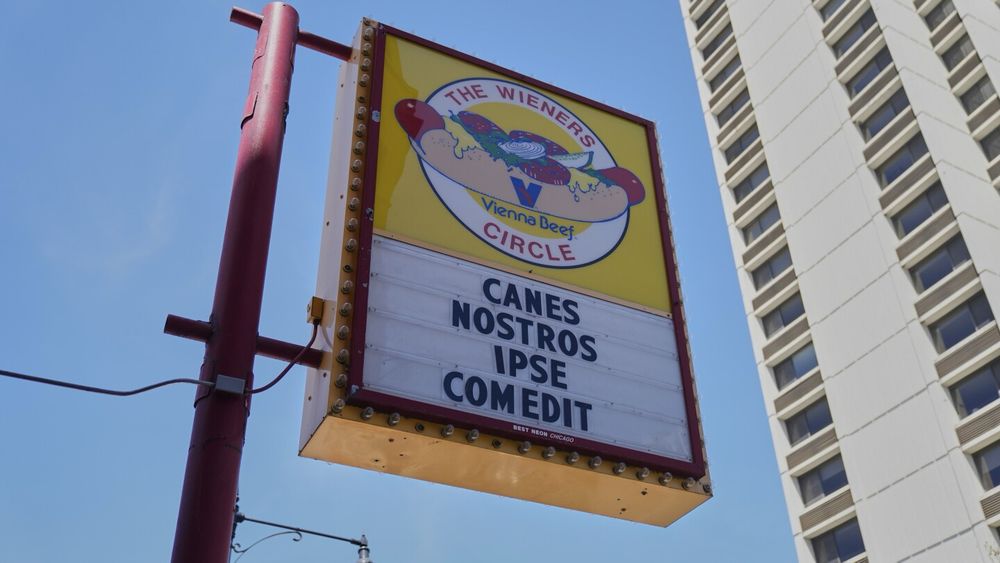 THE WIENERS
V
Vienna Beef
CIRCLE
CANES
NOSTROS
IPSE
COMEDIT
BEST NEON CHICAGO